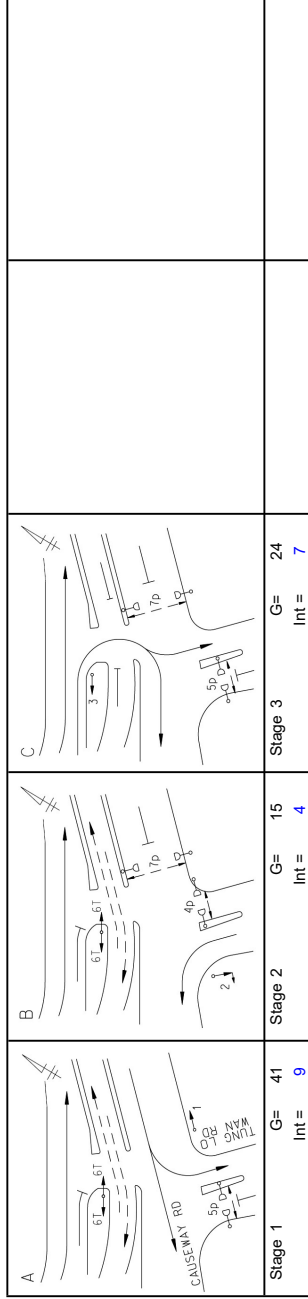 A
6T
6T
CAUSEWAY RD
1
TUNG LO
WAN RD
5p
Stage 1
G= 41
Int = 9
B
6T
6T
7p
4p
2
Stage 2
G= 15
Int = 4
C
3
7p
5p
Stage 3
G= 24
Int = 7